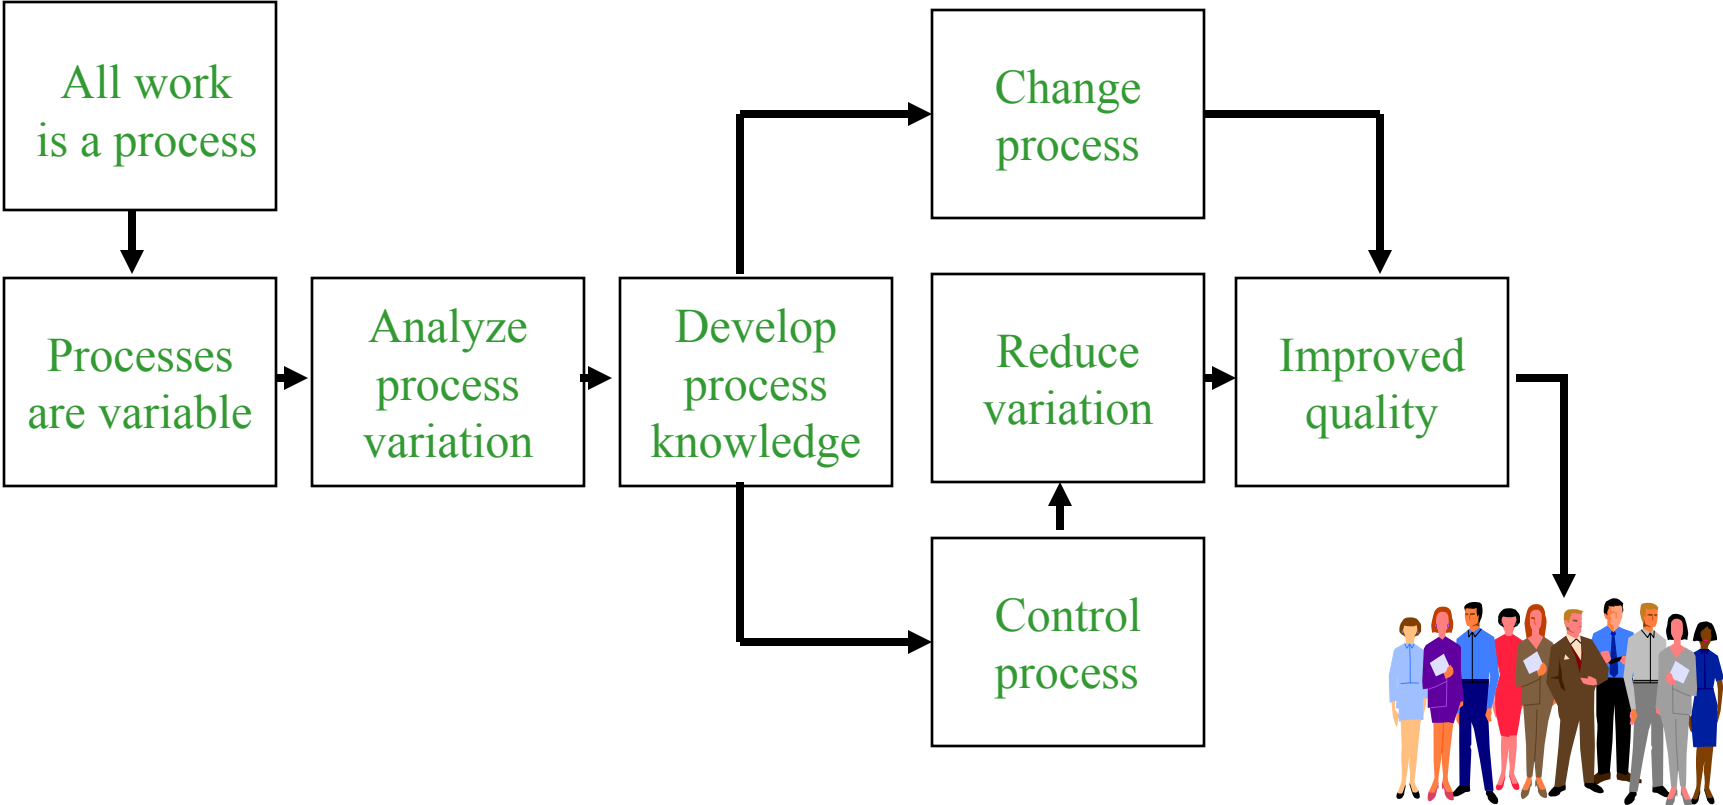 All work
is a process
Processes
are variable
Analyze
process
variation
Develop
process
knowledge
Change
process
Control
process
Reduce
variation
Improved
quality